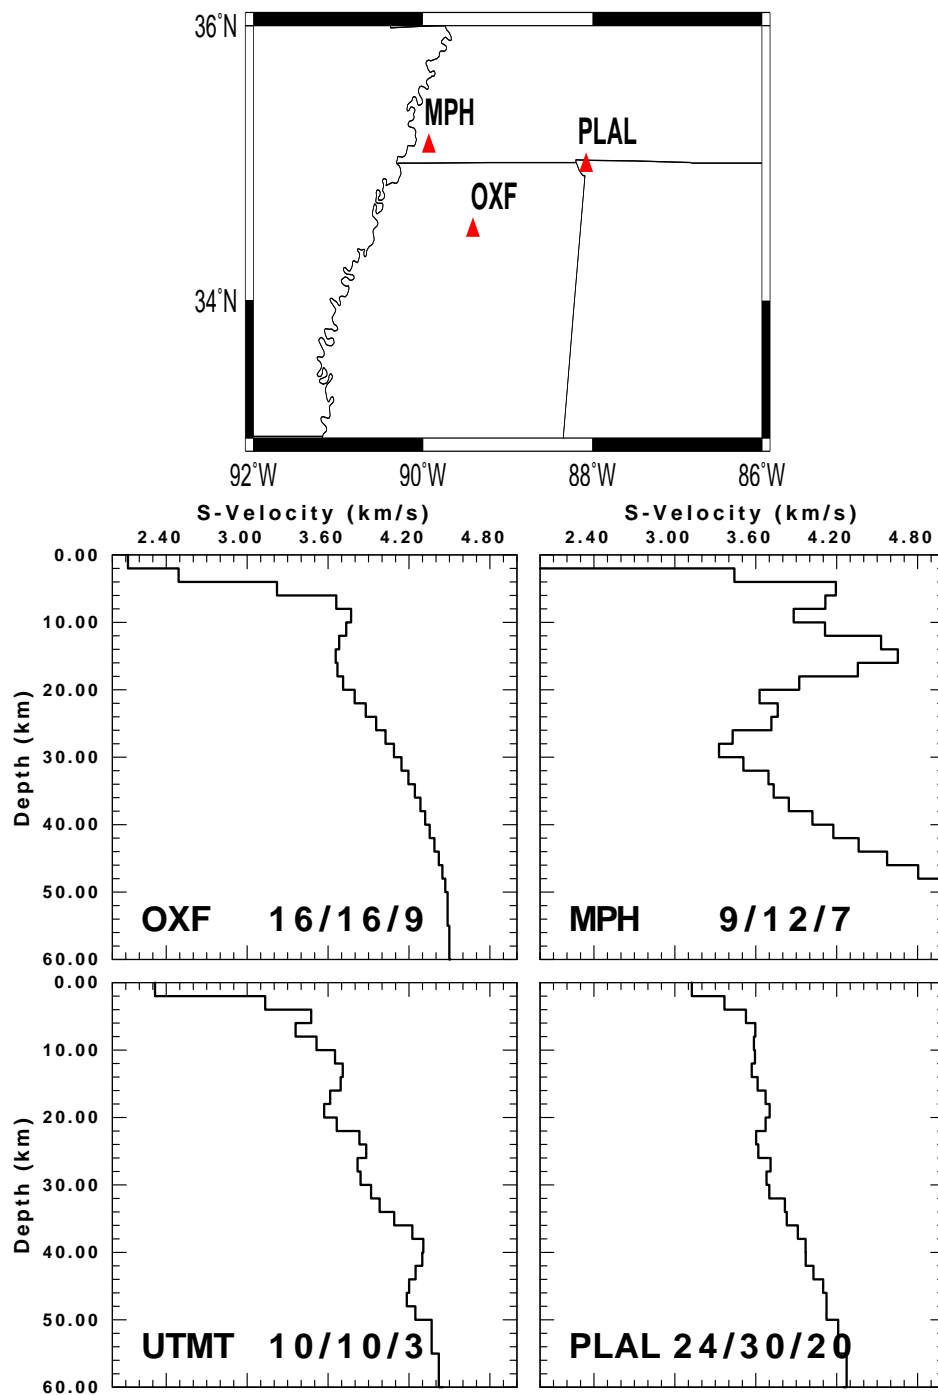 36°N
MPH
PLAL
OXF
34°N
92°W 90°W 88°W 86°W
S-Velocity (km/s) S-Velocity (km/s)
2.40 3.00 3.60 4.20 4.80 2.40 3.00 3.60 4.20 4.80
0.00
10.00
20.00
30.00
40.00
50.00
60.00
Depth (km)
OXF 16/16/9
MPH 9/12/7
0.00
10.00
20.00
30.00
40.00
50.00
60.00
Depth (km)
UTMT 10/10/3
PLAL 24/30/20